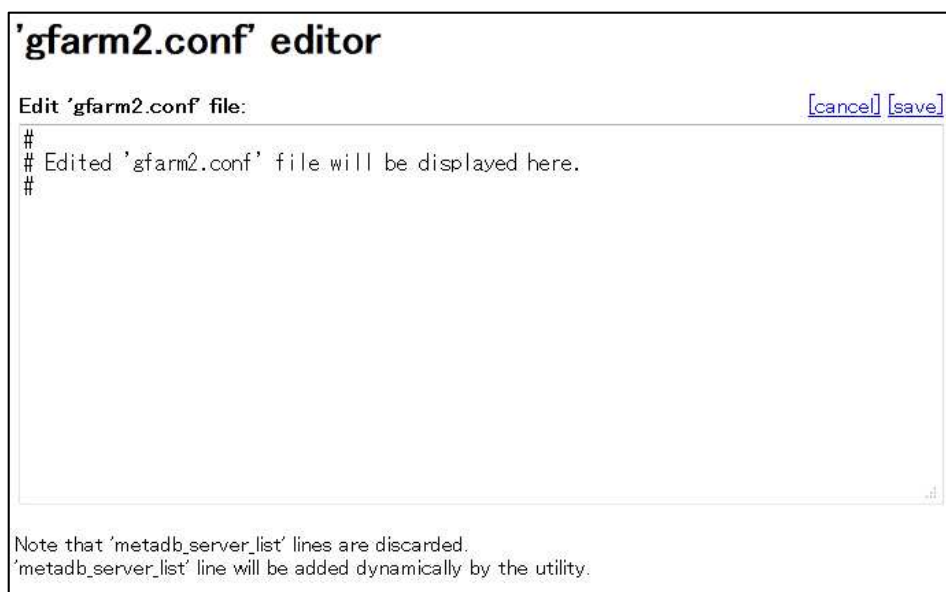 'gfarm2.conf' editor
Edit 'gfarm2.conf' file: [cancel] [save]
#
# Edited 'gfarm2.conf' file will be displayed here.
#
Note that 'metadb_server_list' lines are discarded.
'metadb_server_list' line will be added dynamically by the utility.